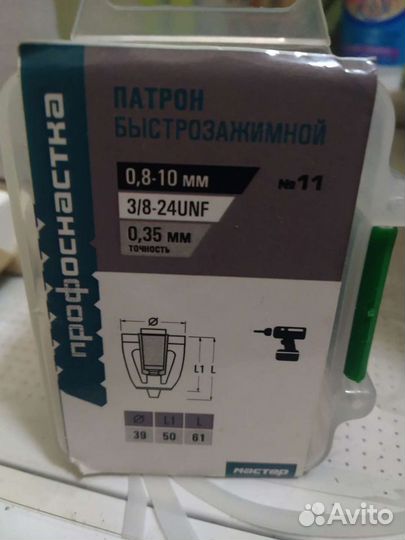 профоснастка
ПАТРОН
БЫСТРОЗАЖИМНОЙ
0,8-10 мм
№11
3/8-24UNF
0,35 мм
точность
Ø
L1 L
Ø L1 L
39 50 61
мастер
Avito